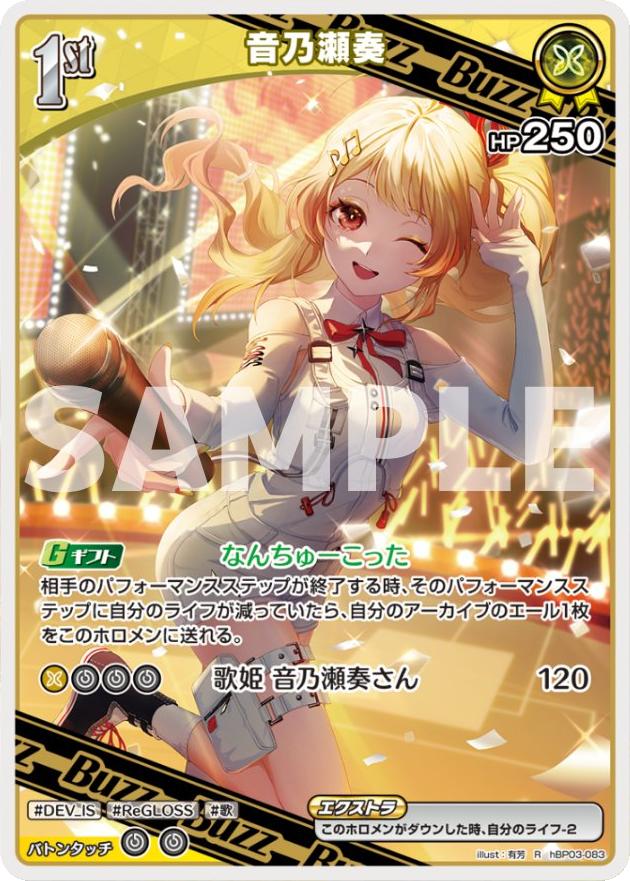 1st
音乃瀬奏
Buzz Buzz Buzz
HP250
SAMPLE
Gギフト なんちゅーこった
相手のパフォーマンスステップが終了する時、そのパフォーマンスス
テップに自分のライフが減っていたら、自分のアーカイブのエール1枚
をこのホロメンに送れる。
歌姫 音乃瀬奏さん 120
Buzz Buzz Buzz
#DEV_IS #ReGLOSS #歌
エクストラ
このホロメンがダウンした時、自分のライフ-2
バトンタッチ
illust:有芳 R hBP03-083